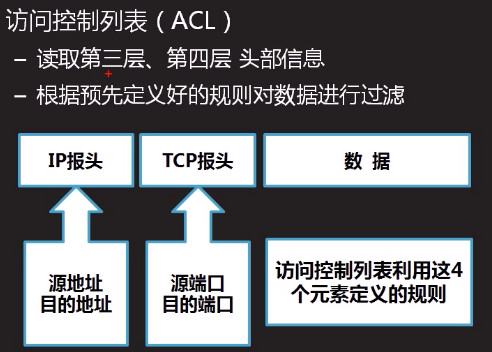 访问控制列表（ACL）
– 读取第三层、第四层 头部信息
– 根据预先定义好的规则对数据进行过滤
IP报头
TCP报头
数 据
源地址
目的地址
源端口
目的端口
访问控制列表利用这4
个元素定义的规则